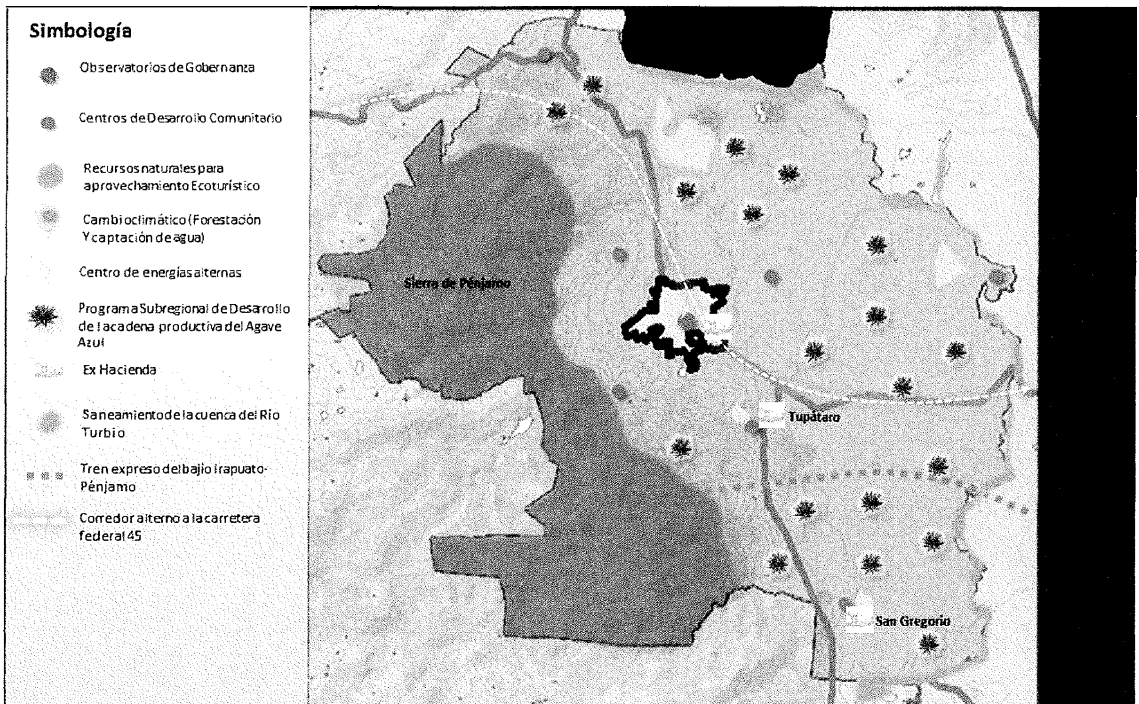 Simbología
Observatorios de Gobernanza
Centros de Desarrollo Comunitario
Recursos naturales para
aprovechamiento Ecoturístico
Cambio climático (Forestación
Y captación de agua)
Centro de energías alternas
Programa Subregional de Desarrollo
de la cadena productiva del Agave
Azul
Ex Hacienda
Saneamiento de la cuenca del Río
Turbio
Tren expreso del bajío Irapuato-
Pénjamo
Corredor alterno a la carretera
federal 45
Sierra de Pénjamo
Tupátaro
San Gregorio